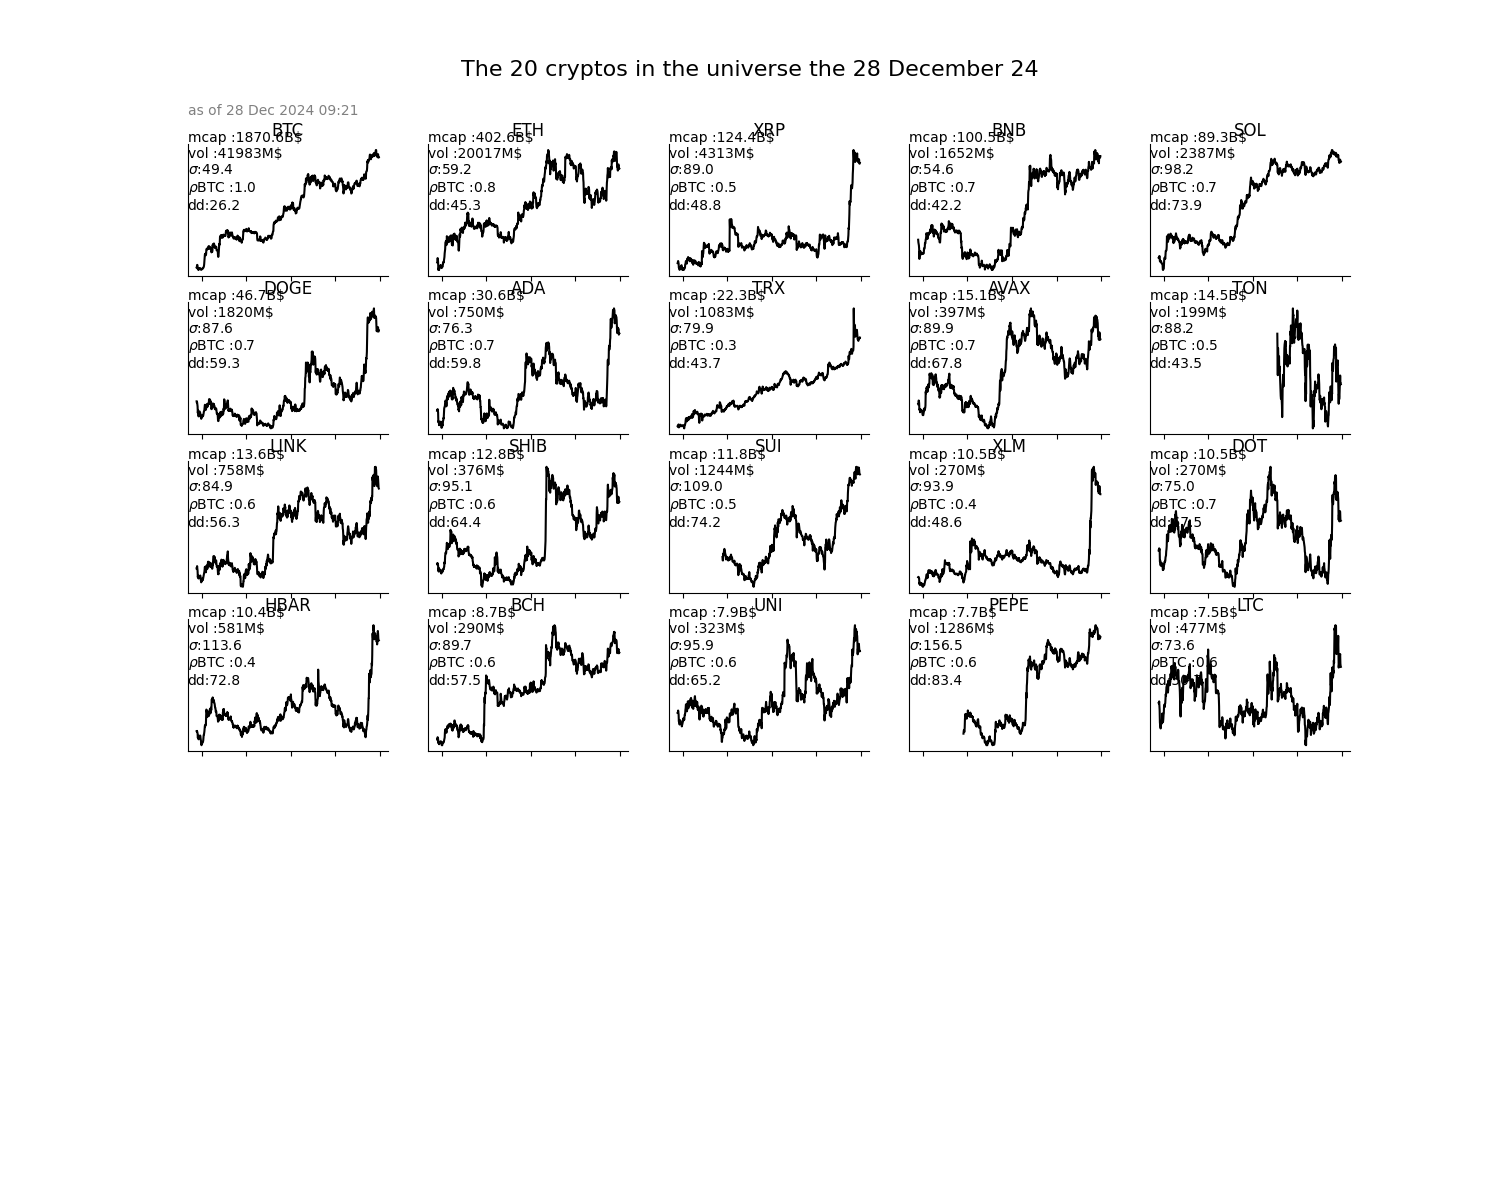 The 20 cryptos in the universe the 28 December 24
as of 28 Dec 2024 09:21
BTC
mcap :1870.6B$
vol :41983M$
σ:49.4
ρBTC :1.0
dd:26.2
ETH
mcap :402.6B$
vol :20017M$
σ:59.2
ρBTC :0.8
dd:45.3
XRP
mcap :124.4B$
vol :4313M$
σ:89.0
ρBTC :0.5
dd:48.8
BNB
mcap :100.5B$
vol :1652M$
σ:54.6
ρBTC :0.7
dd:42.2
SOL
mcap :89.3B$
vol :2387M$
σ:98.2
ρBTC :0.7
dd:73.9
DOGE
mcap :46.7B$
vol :1820M$
σ:87.6
ρBTC :0.7
dd:59.3
ADA
mcap :30.6B$
vol :750M$
σ:76.3
ρBTC :0.7
dd:59.8
TRX
mcap :22.3B$
vol :1083M$
σ:79.9
ρBTC :0.3
dd:43.7
AVAX
mcap :15.1B$
vol :397M$
σ:89.9
ρBTC :0.7
dd:67.8
TON
mcap :14.5B$
vol :199M$
σ:88.2
ρBTC :0.5
dd:43.5
LINK
mcap :13.6B$
vol :758M$
σ:84.9
ρBTC :0.6
dd:56.3
SHIB
mcap :12.8B$
vol :376M$
σ:95.1
ρBTC :0.6
dd:64.4
SUI
mcap :11.8B$
vol :1244M$
σ:109.0
ρBTC :0.5
dd:74.2
XLM
mcap :10.5B$
vol :270M$
σ:93.9
ρBTC :0.4
dd:48.6
DOT
mcap :10.5B$
vol :270M$
σ:75.0
ρBTC :0.7
HBAR
mcap :10.4B$
vol :581M$
σ:113.6
ρBTC :0.4
dd:72.8
BCH
mcap :8.7B$
vol :290M$
σ:89.7
ρBTC :0.6
dd:57.5
UNI
mcap :7.9B$
vol :323M$
σ:95.9
ρBTC :0.6
dd:65.2
PEPE
mcap :7.7B$
vol :1286M$
σ:156.5
ρBTC :0.6
dd:83.4
LTC
mcap :7.5B$
vol :477M$
σ:73.6
ρBTC :0.6